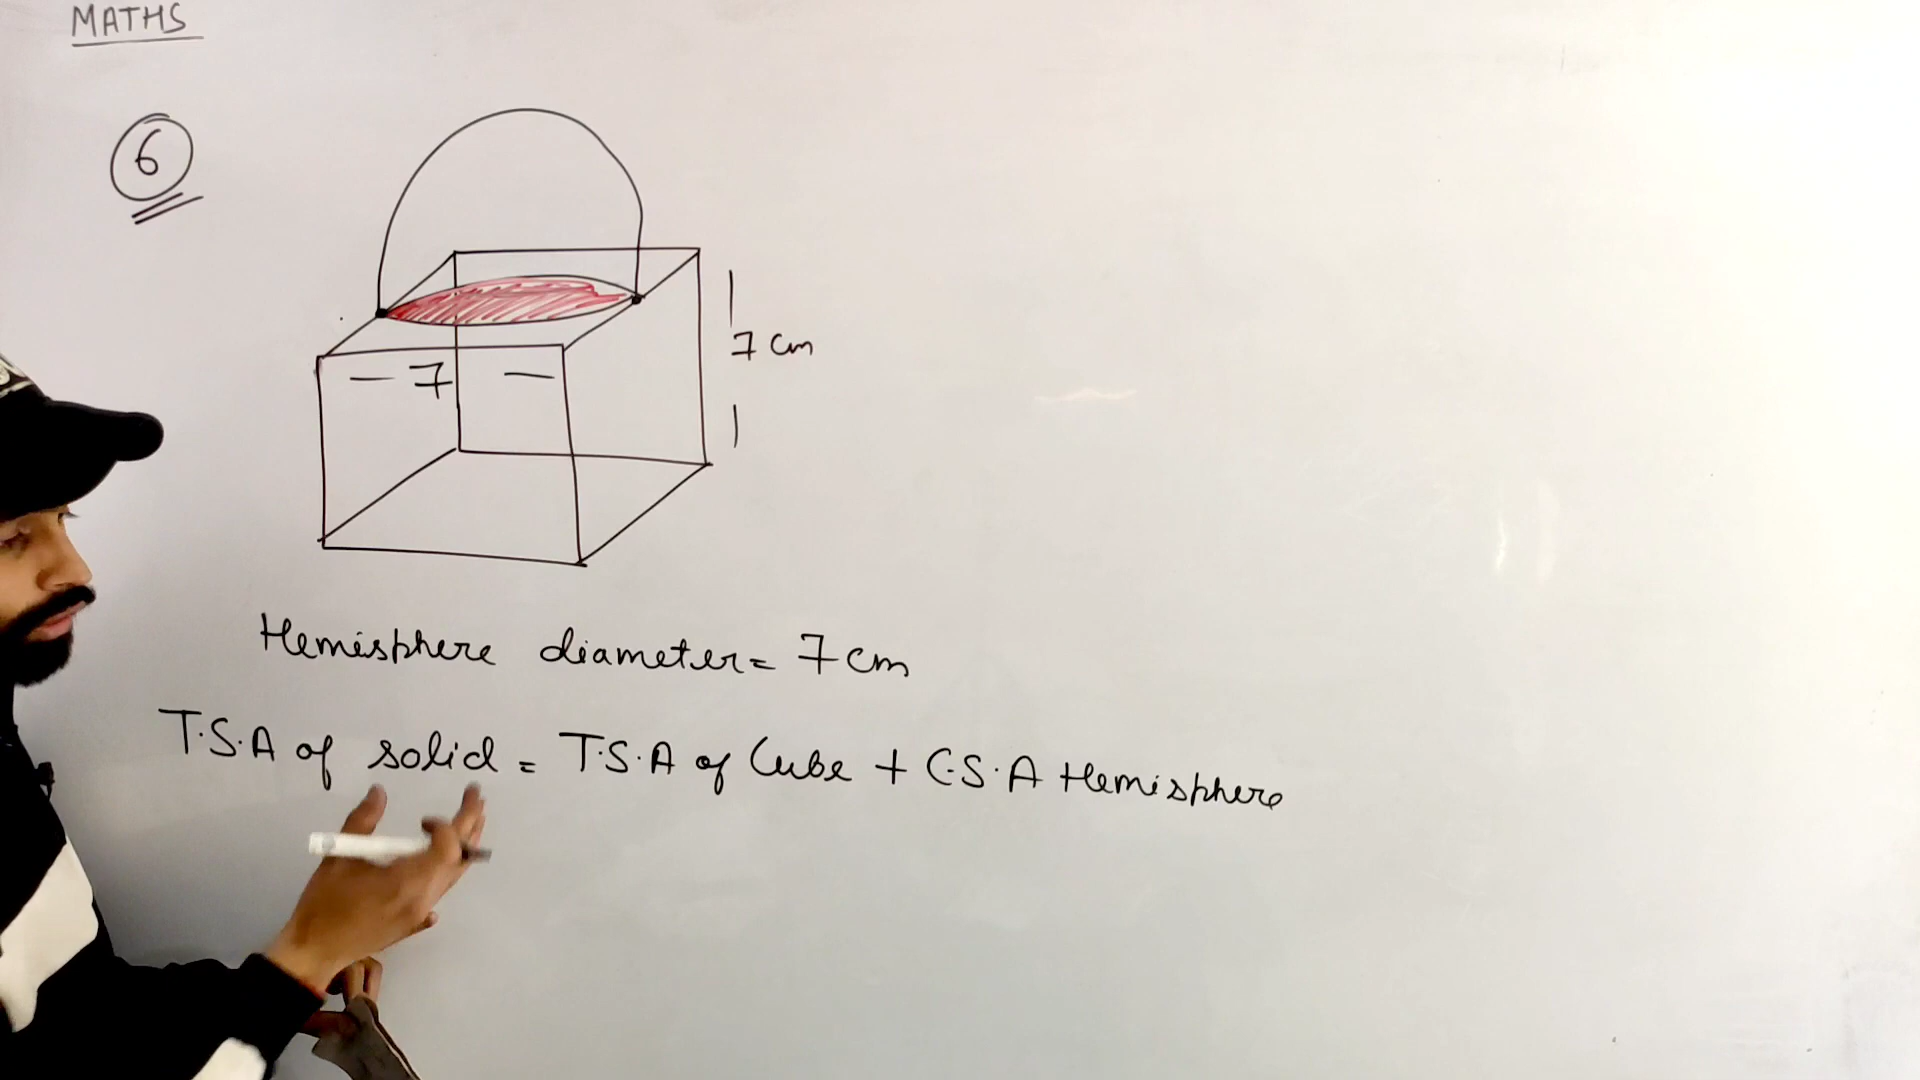 MATHS
6
7 cm
— 7 —
Hemisphere diameter = 7 cm
T.S.A of solid = T.S.A of Cube + C.S.A Hemisphere